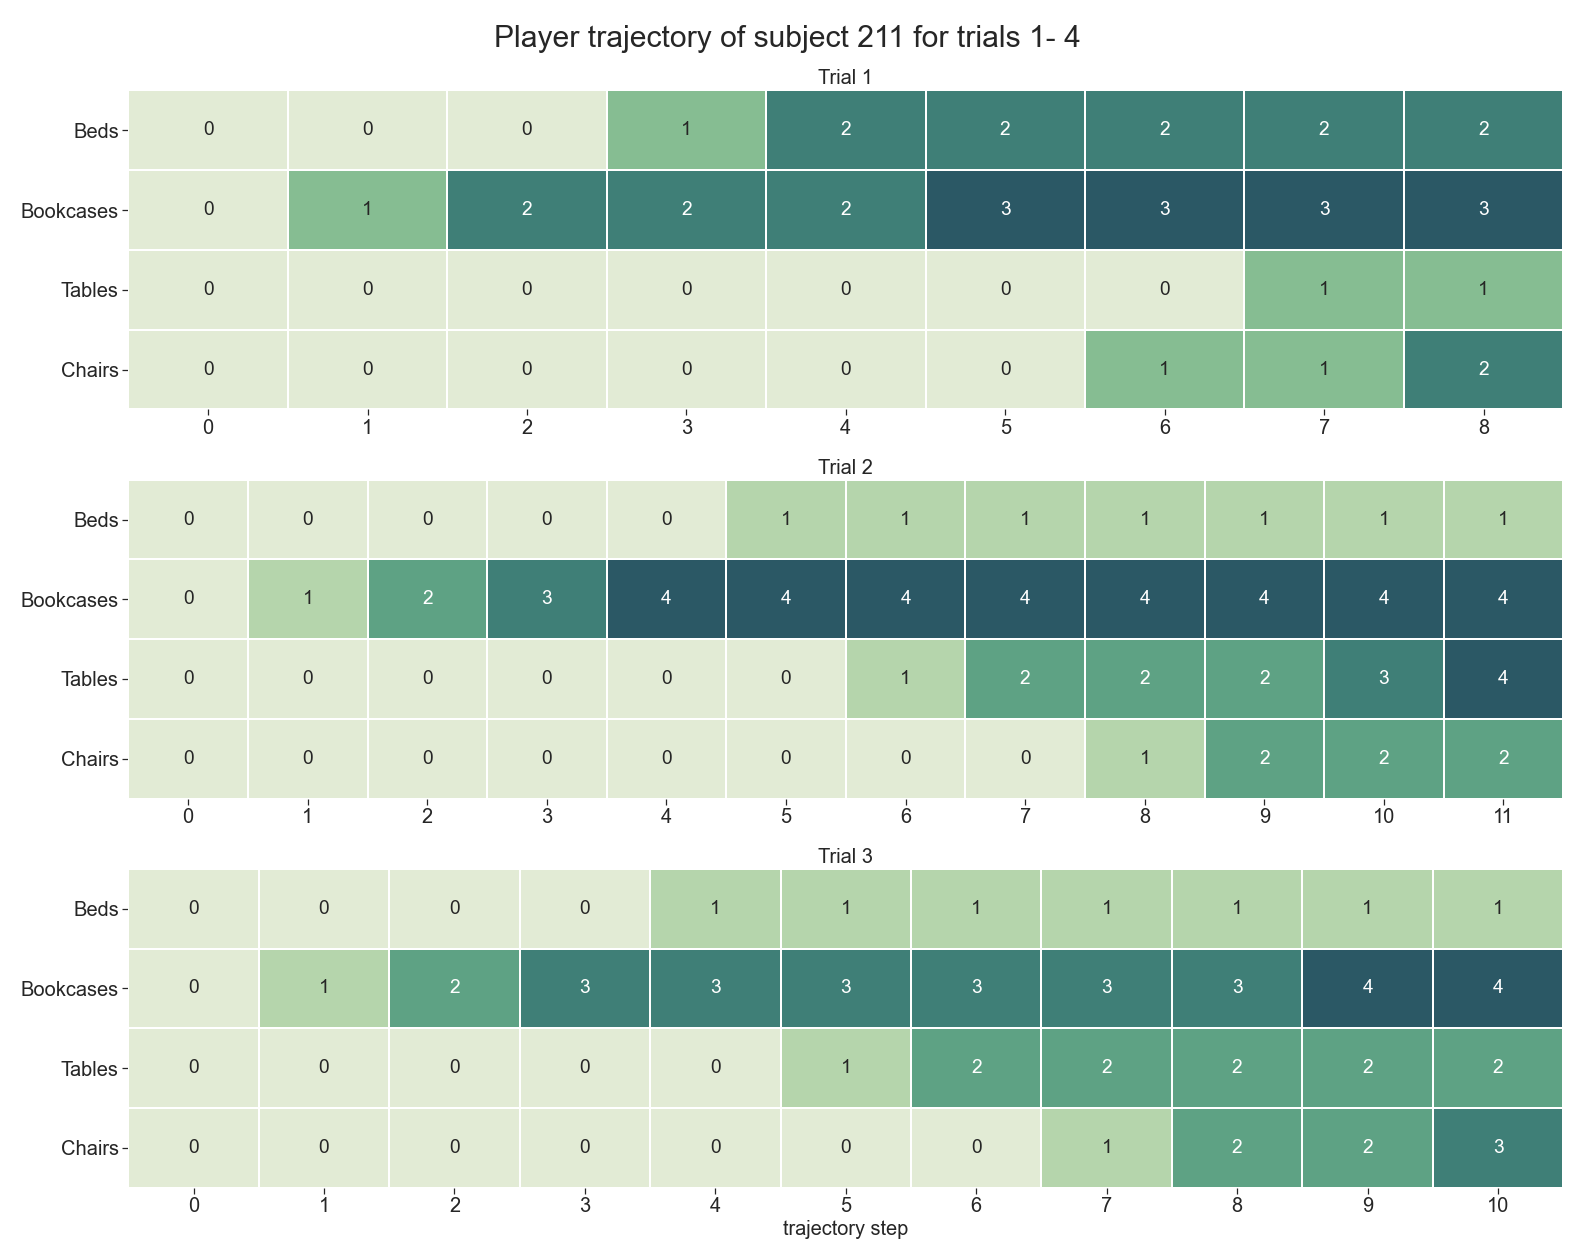 Player trajectory of subject 211 for trials 1- 4
Trial 1
Beds 0 0 0 1 2 2 2 2 2
Bookcases 0 1 2 2 2 3 3 3 3
Tables 0 0 0 0 0 0 0 1 1
Chairs 0 0 0 0 0 0 1 1 2
0 1 2 3 4 5 6 7 8
Trial 2
Beds 0 0 0 0 0 1 1 1 1 1 1 1
Bookcases 0 1 2 3 4 4 4 4 4 4 4 4
Tables 0 0 0 0 0 0 1 2 2 2 3 4
Chairs 0 0 0 0 0 0 0 0 1 2 2 2
0 1 2 3 4 5 6 7 8 9 10 11
Trial 3
Beds 0 0 0 0 1 1 1 1 1 1 1
Bookcases 0 1 2 3 3 3 3 3 3 4 4
Tables 0 0 0 0 0 1 2 2 2 2 2
Chairs 0 0 0 0 0 0 0 1 2 2 3
0 1 2 3 4 5 6 7 8 9 10
trajectory step